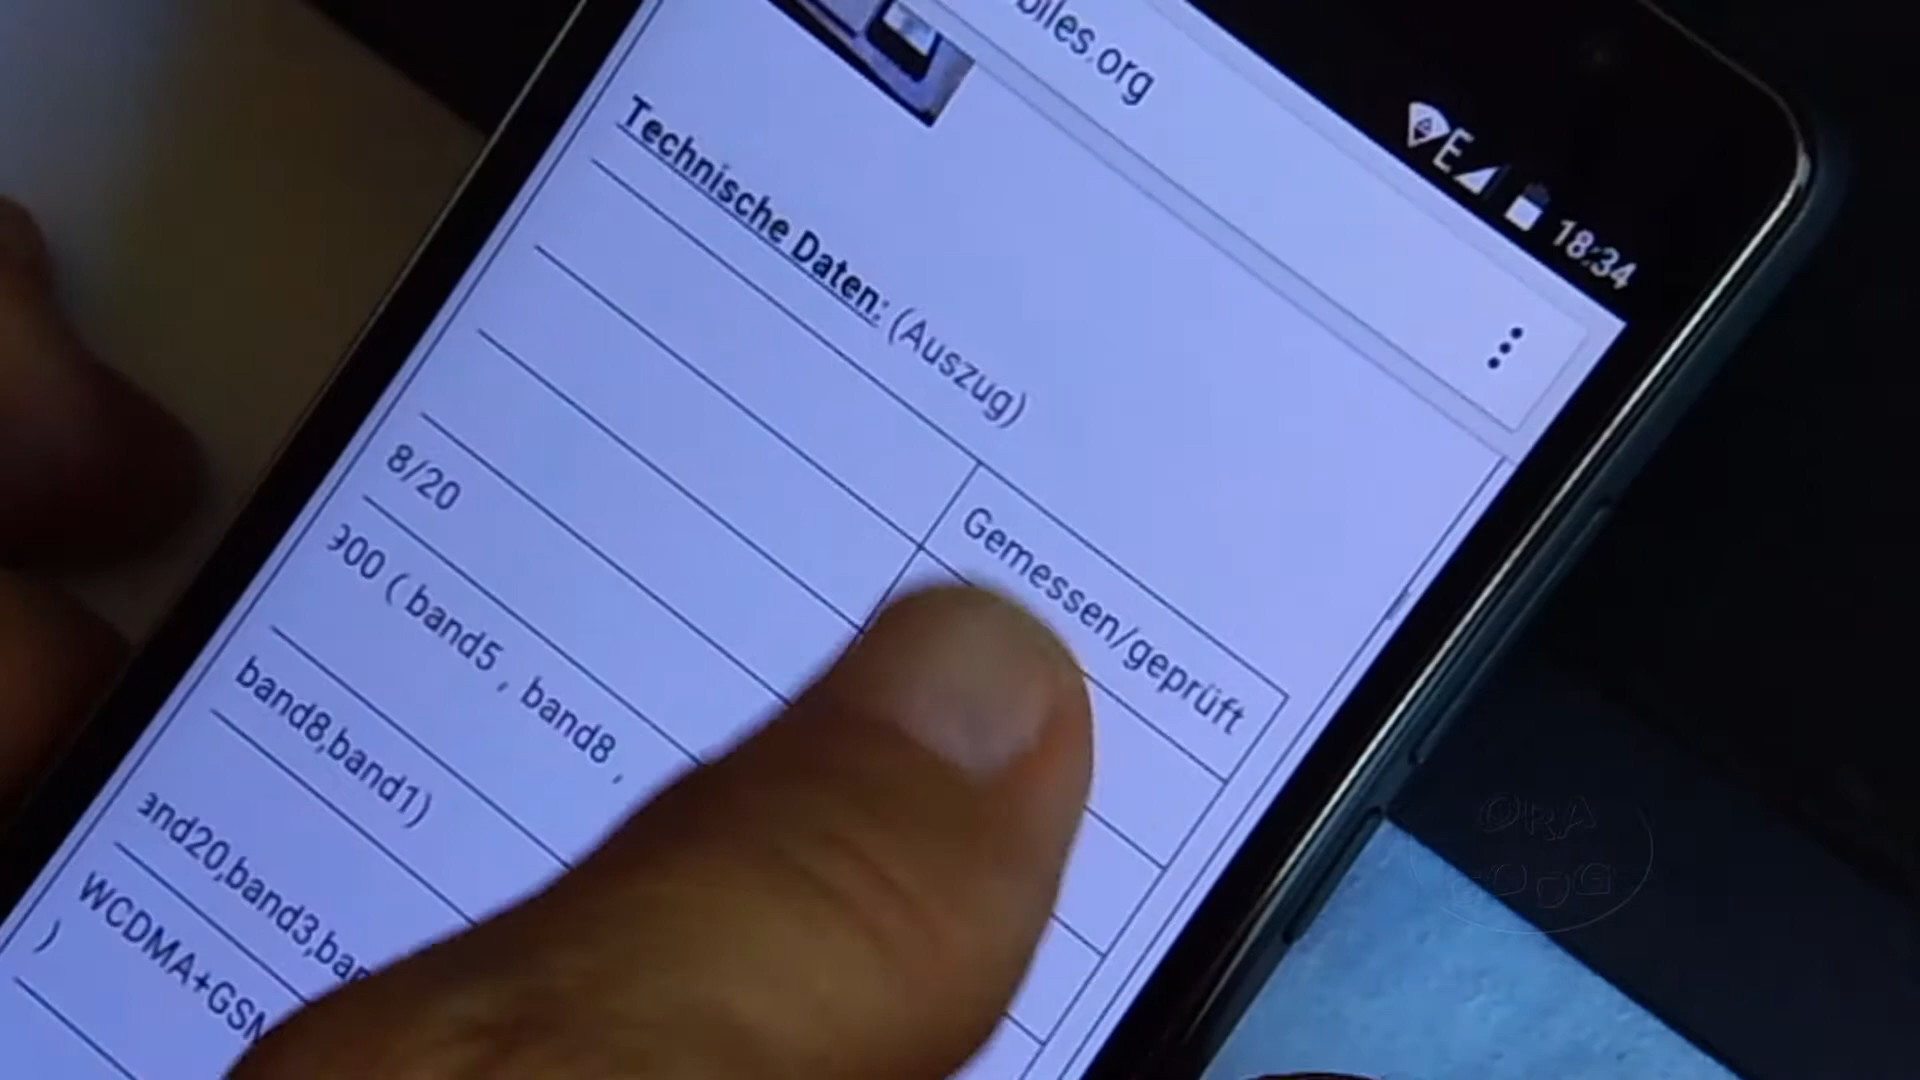 biles.org
E
18:34
Technische Daten: (Auszug)
Gemessen/geprüft
8/20
900 ( band5 , band8 ,
band8,band1)
and20,band3,ban
WCDMA+GSM
)